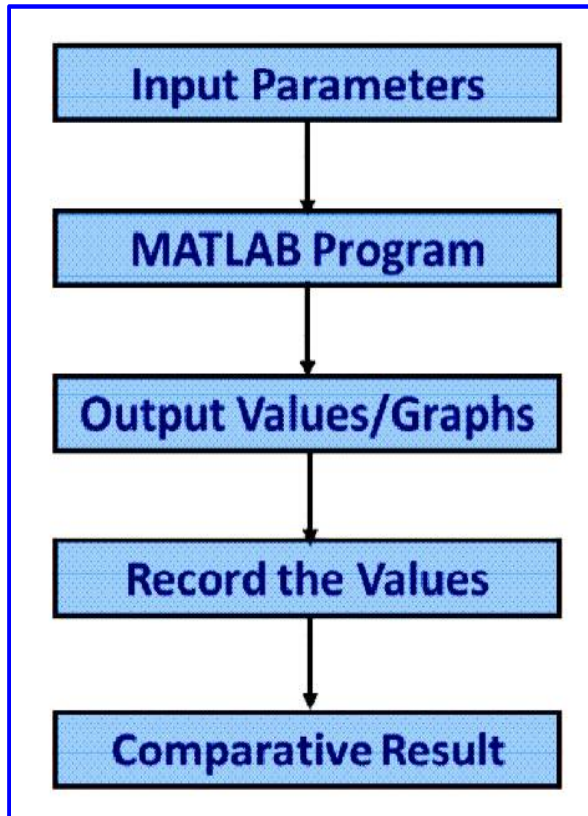 Input Parameters
MATLAB Program
Output Values/Graphs
Record the Values
Comparative Result